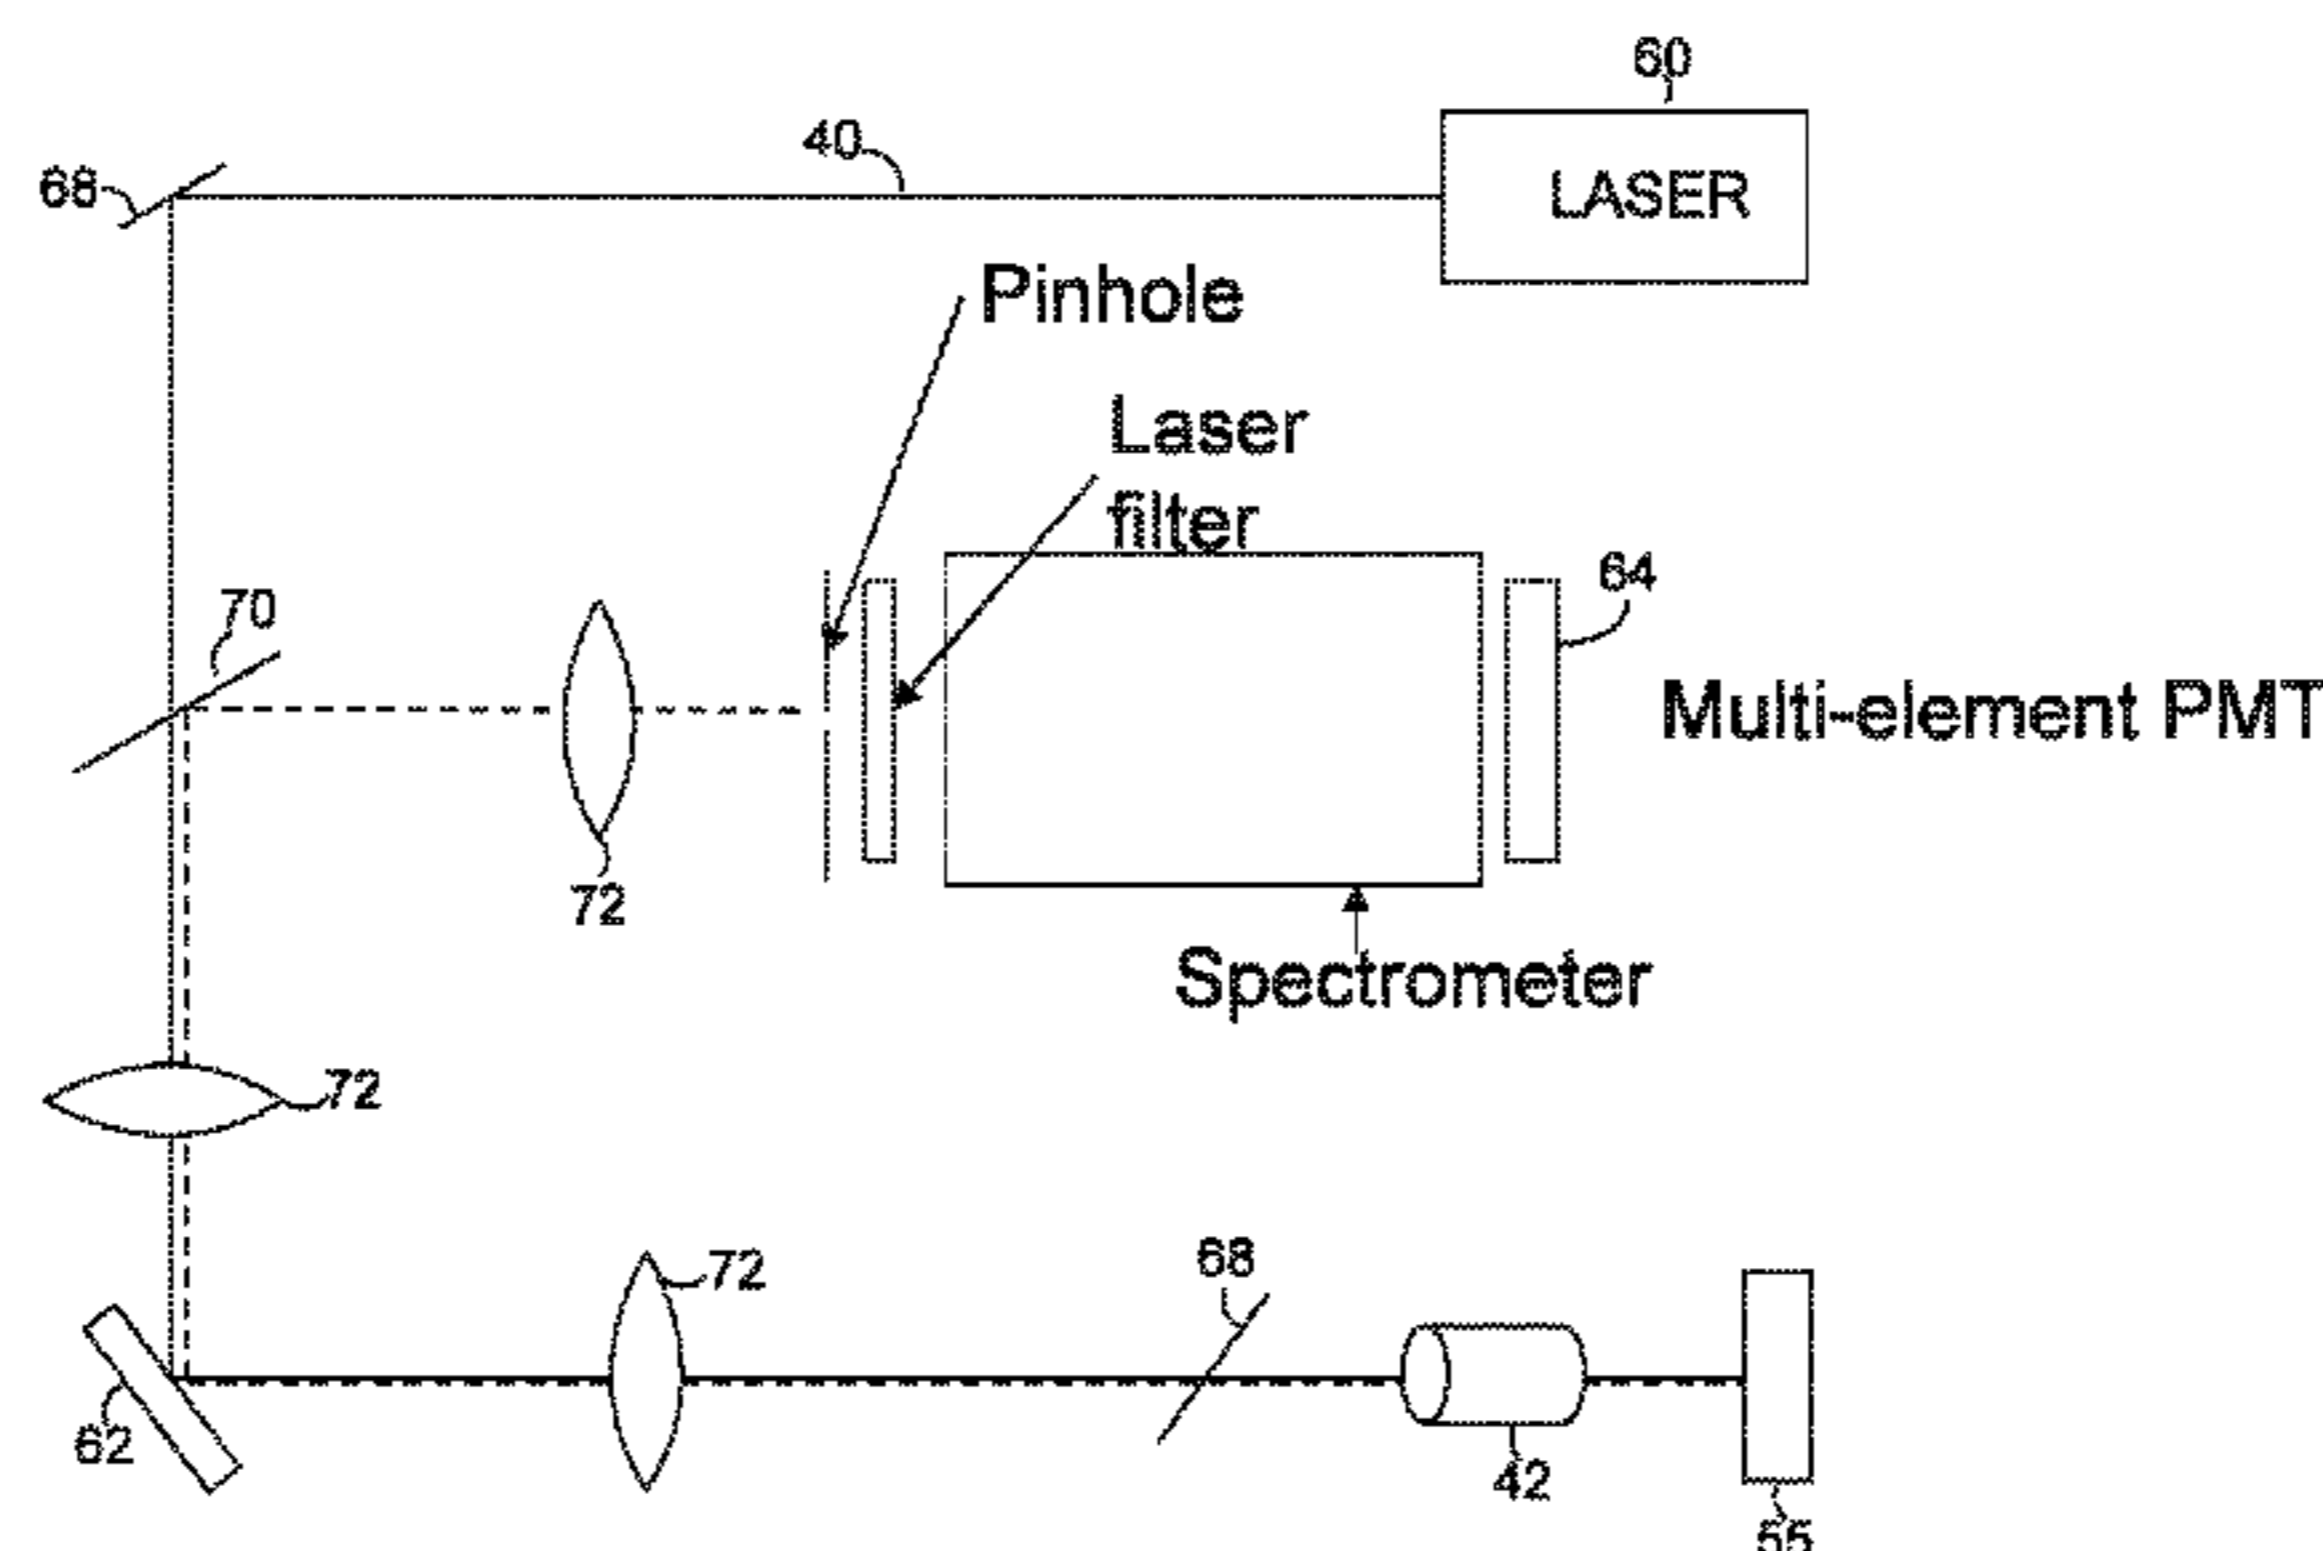 60
40
68
LASER
Pinhole
Laser
filter
64
70
Multi-element PMT
72
Spectrometer
72
68
72
62
42
55